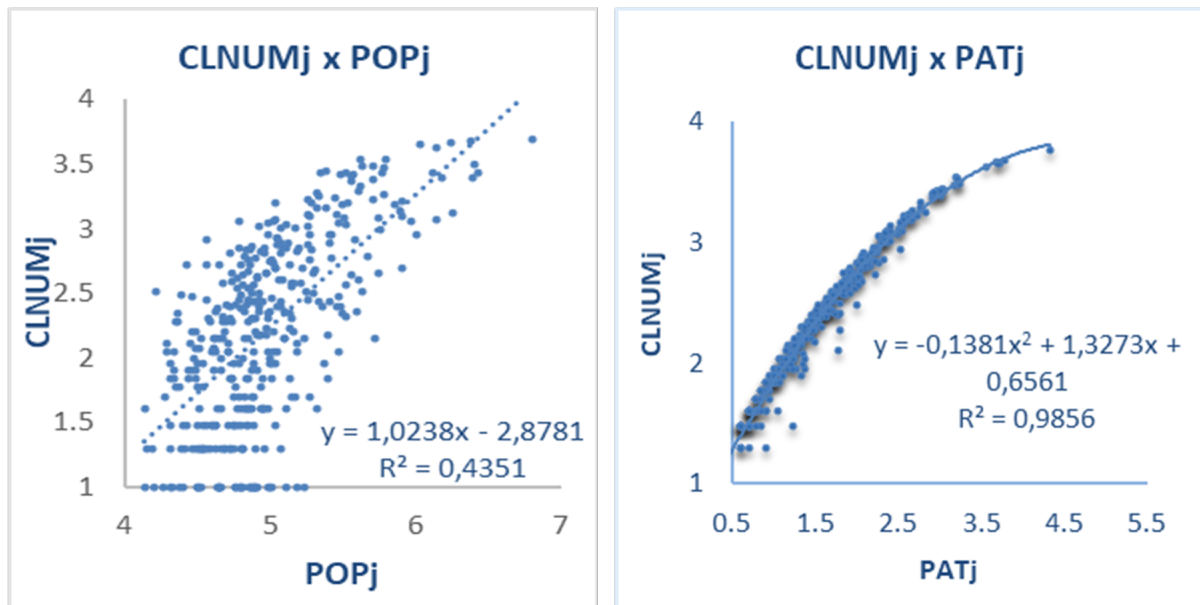 CLNUMj x POPj
4
3.5
3
2.5
2
1.5
1
CLNUMj
y = 1,0238x - 2,8781
R² = 0,4351
4 5 6 7
POPj
CLNUMj x PATj
4
3
2
1
CLNUMj
y = -0,1381x² + 1,3273x +
0,6561
R² = 0,9856
0.5 1.5 2.5 3.5 4.5 5.5
PATj